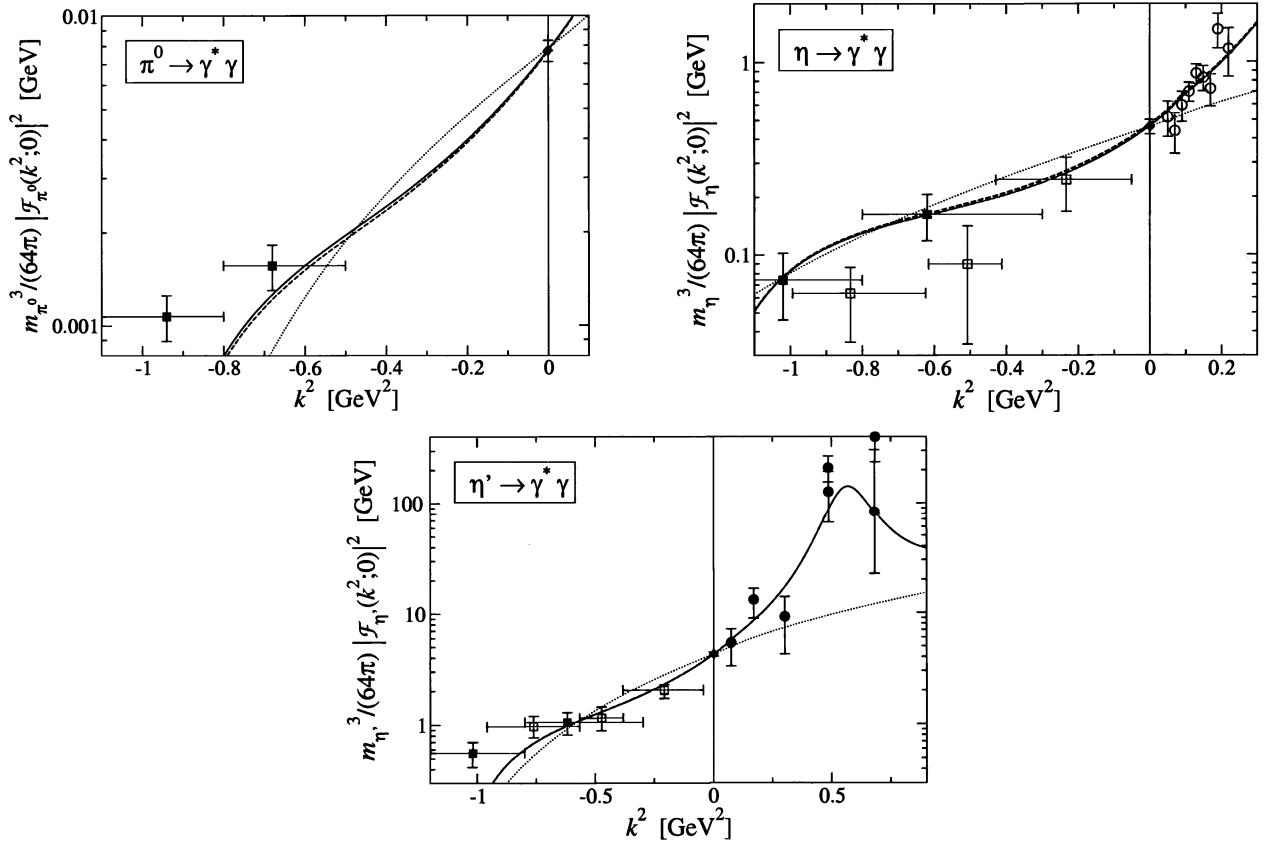 0.01
π⁰ → γ* γ
0.001
m_π⁰³/(64π) |ℱ_π⁰(k²;0)|² [GeV]
-1 -0.8 -0.6 -0.4 -0.2 0
k² [GeV²]
η → γ* γ
1
0.1
m_η³/(64π) |ℱ_η(k²;0)|² [GeV]
-1 -0.8 -0.6 -0.4 -0.2 0 0.2
k² [GeV²]
η’ → γ* γ
100
10
1
m_η’³/(64π) |ℱ_η’(k²;0)|² [GeV]
-1 -0.5 0 0.5
k² [GeV²]